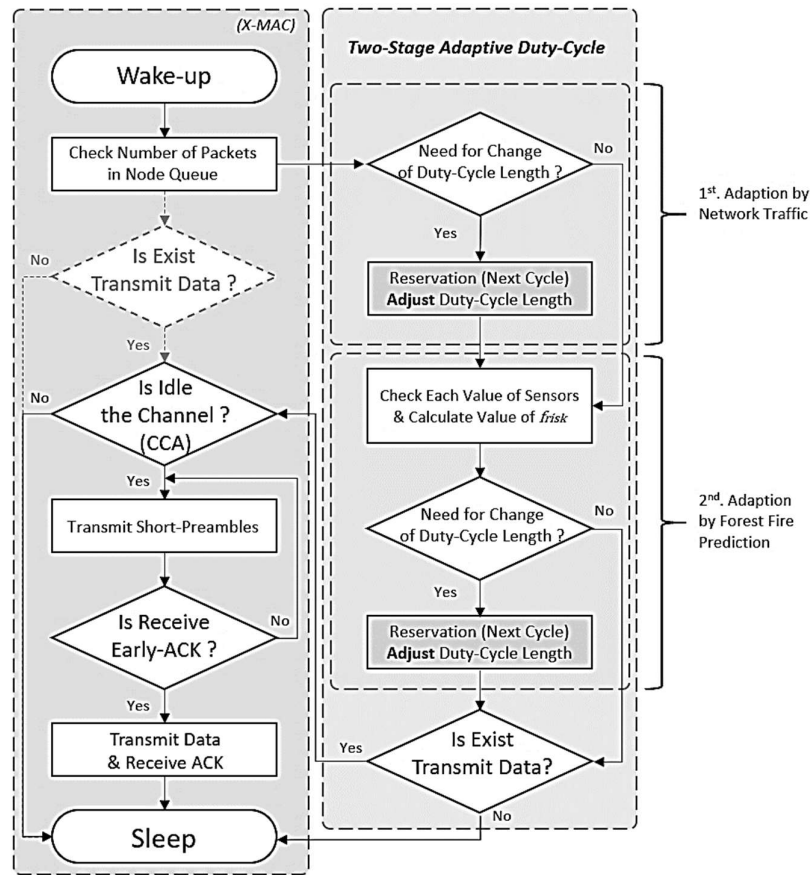 (X-MAC)
Wake-up
Check Number of Packets
in Node Queue
Is Exist
Transmit Data ?
No
Yes
Is Idle
the Channel ?
(CCA)
No
Yes
Transmit Short-Preambles
Is Receive
Early-ACK ?
No
Yes
Transmit Data
& Receive ACK
Sleep
Two-Stage Adaptive Duty-Cycle
Need for Change
of Duty-Cycle Length ?
No
Yes
Reservation (Next Cycle)
Adjust Duty-Cycle Length
Check Each Value of Sensors
& Calculate Value of frisk
Need for Change
of Duty-Cycle Length ?
No
Yes
Reservation (Next Cycle)
Adjust Duty-Cycle Length
Is Exist
Transmit Data?
Yes
No
1st. Adaption by
Network Traffic
2nd. Adaption
by Forest Fire
Prediction